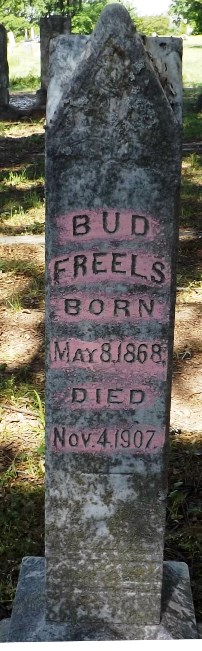 BUD
FREELS
BORN
MAY 8, 1868,
DIED
NOV. 4, 1907.